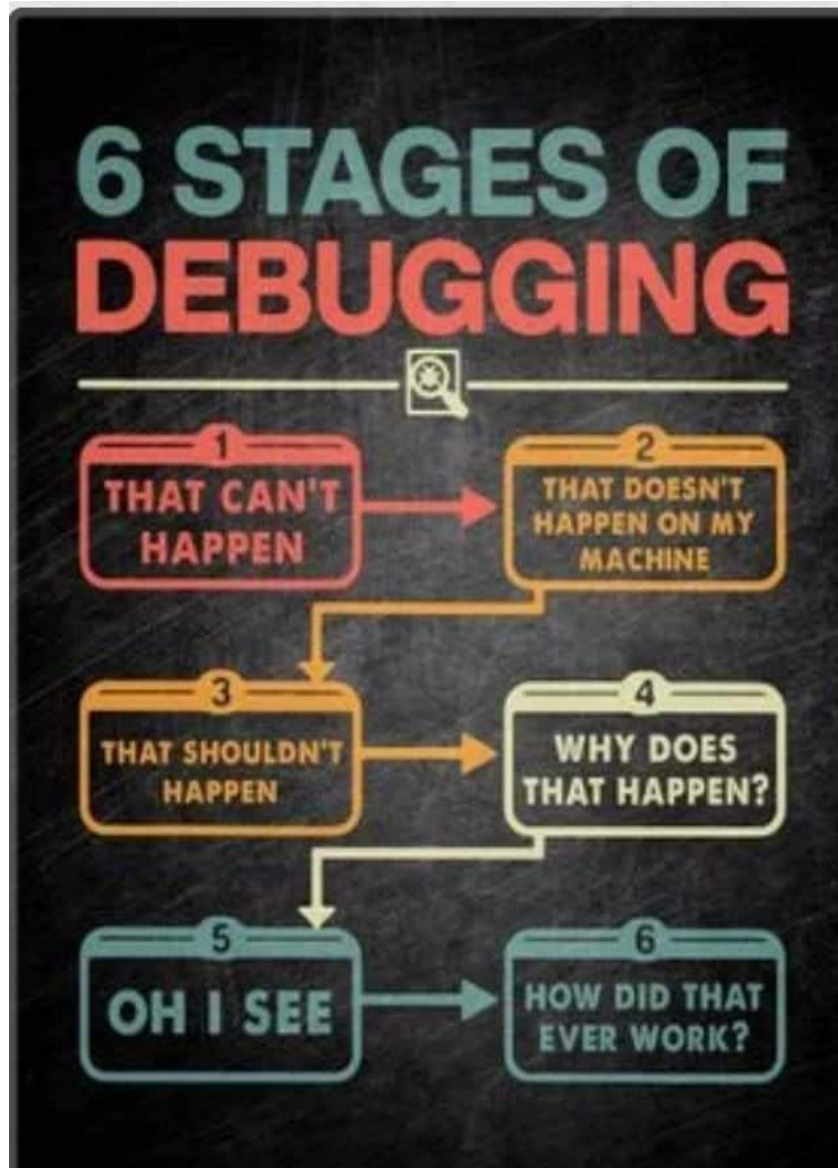 6 STAGES OF
DEBUGGING
1
THAT CAN'T
HAPPEN
2
THAT DOESN'T
HAPPEN ON MY
MACHINE
3
THAT SHOULDN'T
HAPPEN
4
WHY DOES
THAT HAPPEN?
5
OH I SEE
6
HOW DID THAT
EVER WORK?